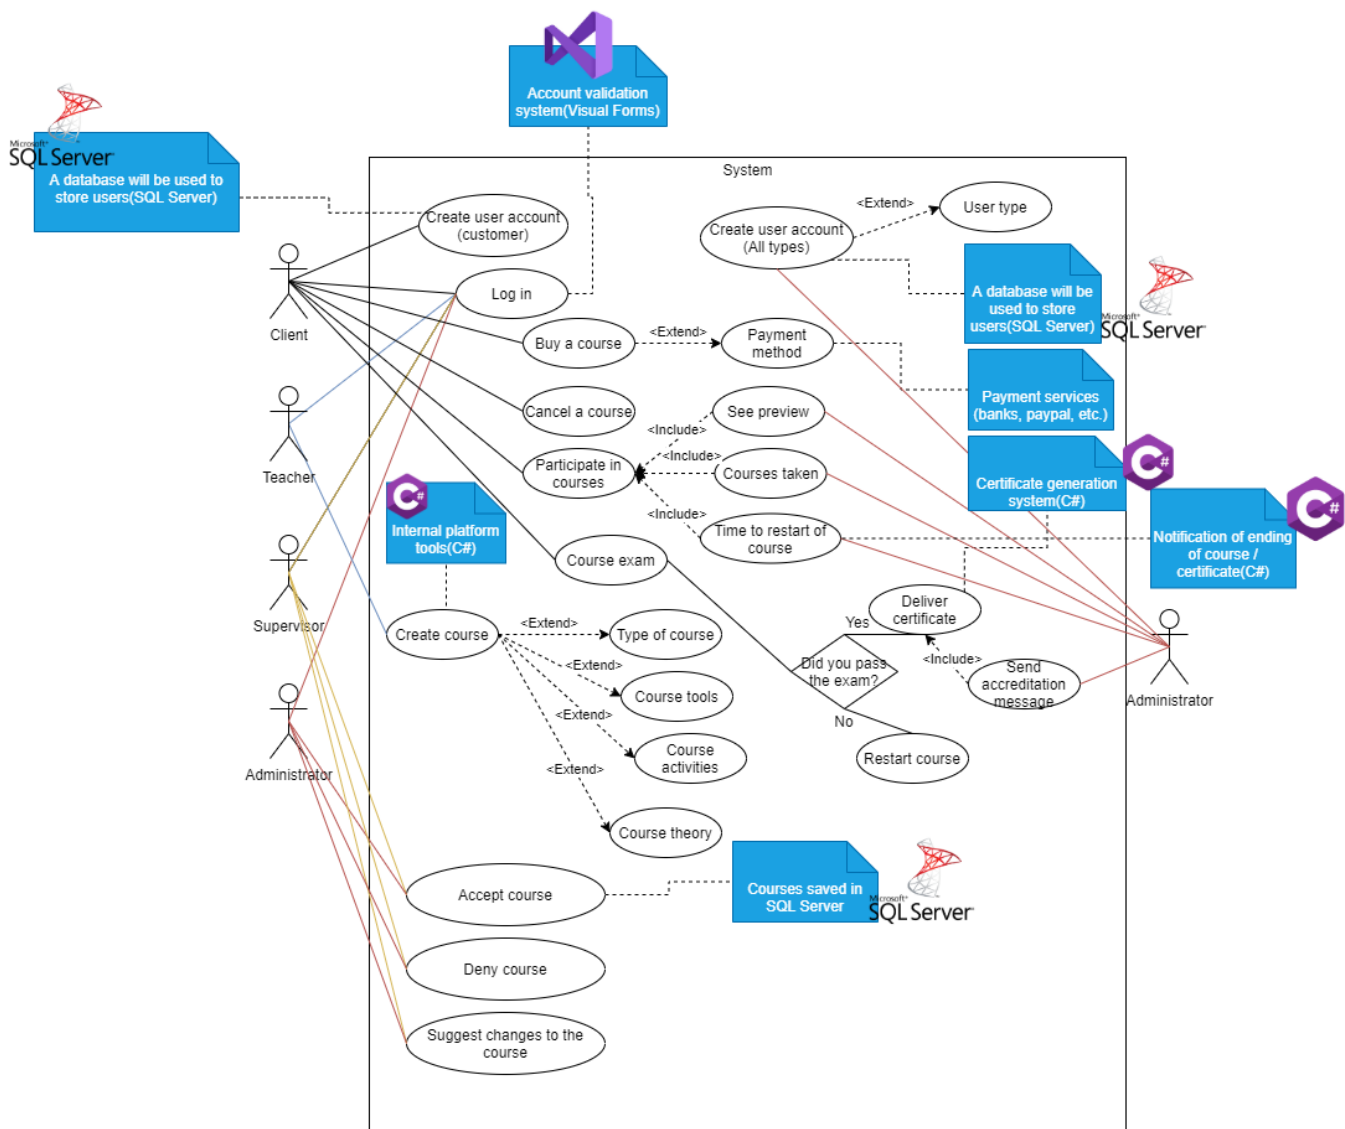 Account validation
system(Visual Forms)
Microsoft*
SQL Server
A database will be used to
store users(SQL Server)
System
Create user account
(customer)
Create user account
(All types)
<Extend>
User type
Client
Log in
A database will be
used to store
users(SQL Server)
Microsoft*
SQL Server
Buy a course
<Extend>
Payment
method
Payment services
(banks, paypal, etc.)
Teacher
Cancel a course
See preview
<Include>
<Include>
Participate in
courses
Courses taken
Certificate generation
system(C#)
C#
C#
Internal platform
tools(C#)
<Include>
Time to restart of
course
C#
Notification of ending
of course /
certificate(C#)
Course exam
Supervisor
Create course
<Extend>
Type of course
Deliver
certificate
Yes
Did you pass
the exam?
<Include>
Send
accreditation
message
Administrator
<Extend>
Course tools
No
<Extend>
Course
activities
Restart course
Administrator
<Extend>
Course theory
Accept course
Courses saved in
SQL Server
Microsoft*
SQL Server
Deny course
Suggest changes to the
course